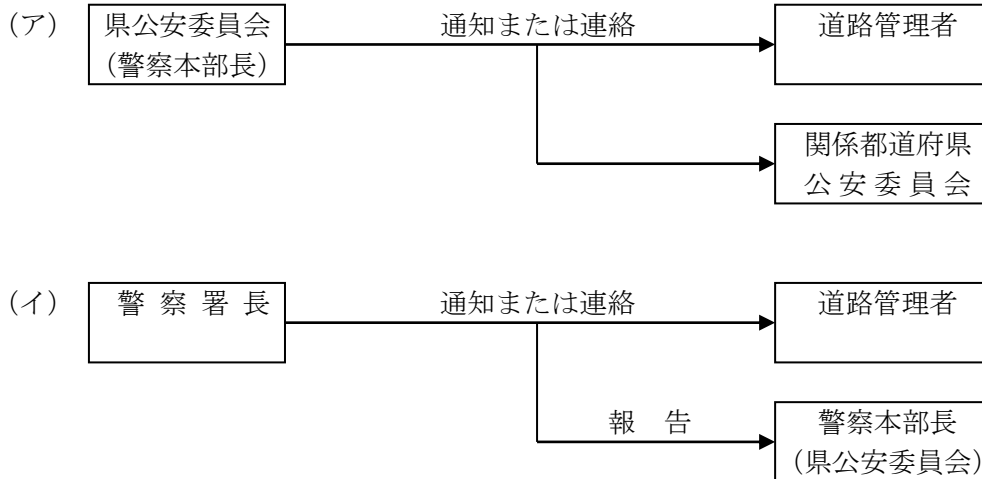 (ア)
県公安委員会
(警察本部長)
通知または連絡
道路管理者
関係都道府県
公 安 委 員 会
(イ)
警 察 署 長
通知または連絡
道路管理者
報 告
警察本部長
(県公安委員会)